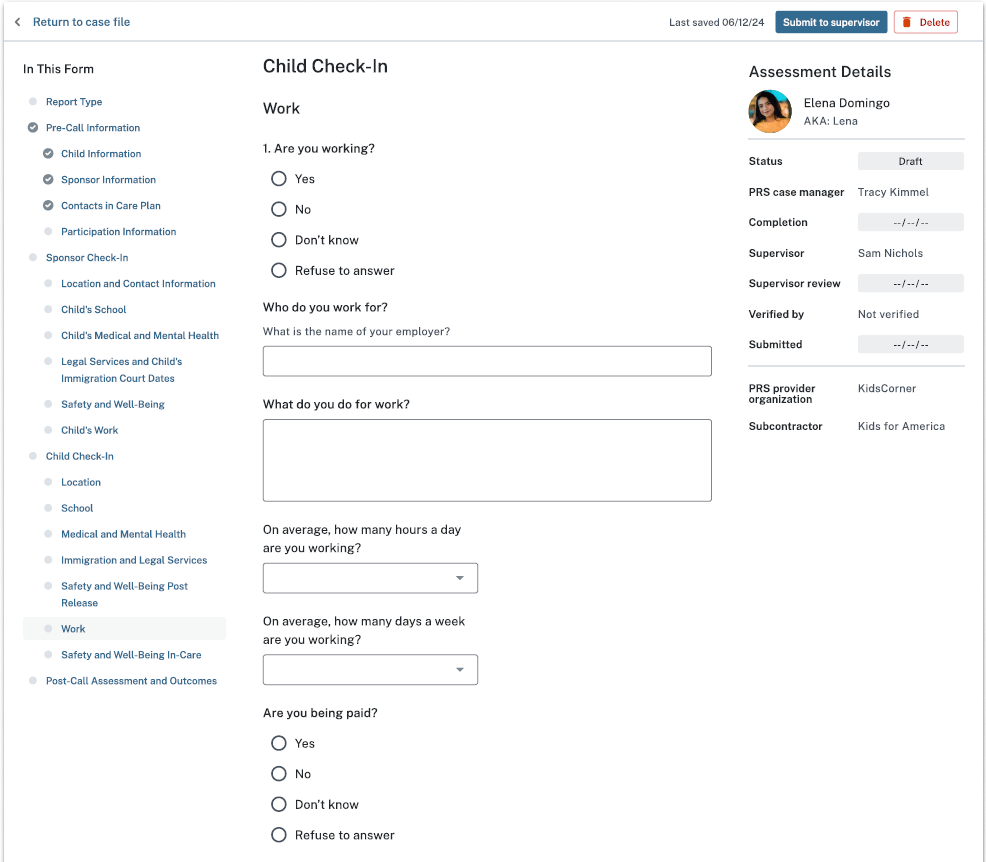 Return to case file
Last saved 06/12/24
Submit to supervisor
Delete
In This Form
Report Type
Pre-Call Information
Child Information
Sponsor Information
Contacts in Care Plan
Participation Information
Sponsor Check-In
Location and Contact Information
Child's School
Child's Medical and Mental Health
Legal Services and Child's
Immigration Court Dates
Safety and Well-Being
Child's Work
Child Check-In
Location
School
Medical and Mental Health
Immigration and Legal Services
Safety and Well-Being Post
Release
Work
Safety and Well-Being In-Care
Post-Call Assessment and Outcomes
Child Check-In
Work
1. Are you working?
Yes
No
Don't know
Refuse to answer
Who do you work for?
What is the name of your employer?
What do you do for work?
On average, how many hours a day
are you working?
On average, how many days a week
are you working?
Are you being paid?
Yes
No
Don't know
Refuse to answer
Assessment Details
Elena Domingo
AKA: Lena
Status Draft
PRS case manager Tracy Kimmel
Completion --/--/--
Supervisor Sam Nichols
Supervisor review --/--/--
Verified by Not verified
Submitted --/--/--
PRS provider KidsCorner
organization
Subcontractor Kids for America